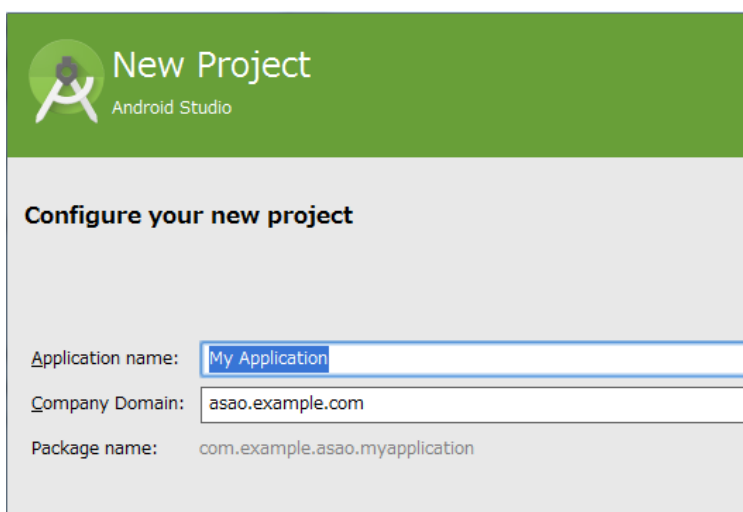 New Project
Android Studio
Configure your new project
Application name: My Application
Company Domain: asao.example.com
Package name: com.example.asao.myapplication